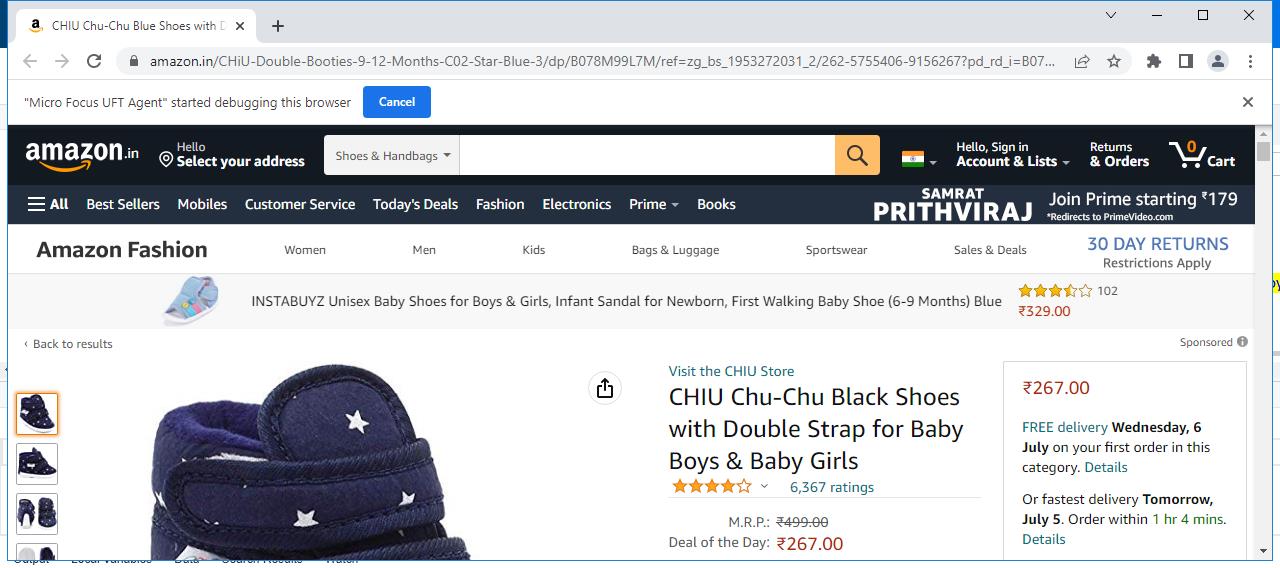 CHIU Chu-Chu Blue Shoes with D
amazon.in/CHiU-Double-Booties-9-12-Months-C02-Star-Blue-3/dp/B078M99L7M/ref=zg_bs_1953272031_2/262-5755406-9156267?pd_rd_i=B07...
"Micro Focus UFT Agent" started debugging this browser Cancel
amazon.in
Hello
Select your address
Shoes & Handbags
Hello, Sign in
Account & Lists
Returns
& Orders
0
Cart
All Best Sellers Mobiles Customer Service Today's Deals Fashion Electronics Prime Books
SAMRAT
PRITHVIRAJ
Join Prime starting ₹179
*Redirects to PrimeVideo.com
Amazon Fashion Women Men Kids Bags & Luggage Sportswear Sales & Deals
30 DAY RETURNS
Restrictions Apply
INSTABUYZ Unisex Baby Shoes for Boys & Girls, Infant Sandal for Newborn, First Walking Baby Shoe (6-9 Months) Blue
102
₹329.00
‹ Back to results
Sponsored
Visit the CHIU Store
CHIU Chu-Chu Black Shoes
with Double Strap for Baby
Boys & Baby Girls
6,367 ratings
M.R.P.: ₹499.00
Deal of the Day: ₹267.00
₹267.00
FREE delivery Wednesday, 6
July on your first order in this
category. Details
Or fastest delivery Tomorrow,
July 5. Order within 1 hr 4 mins.
Details